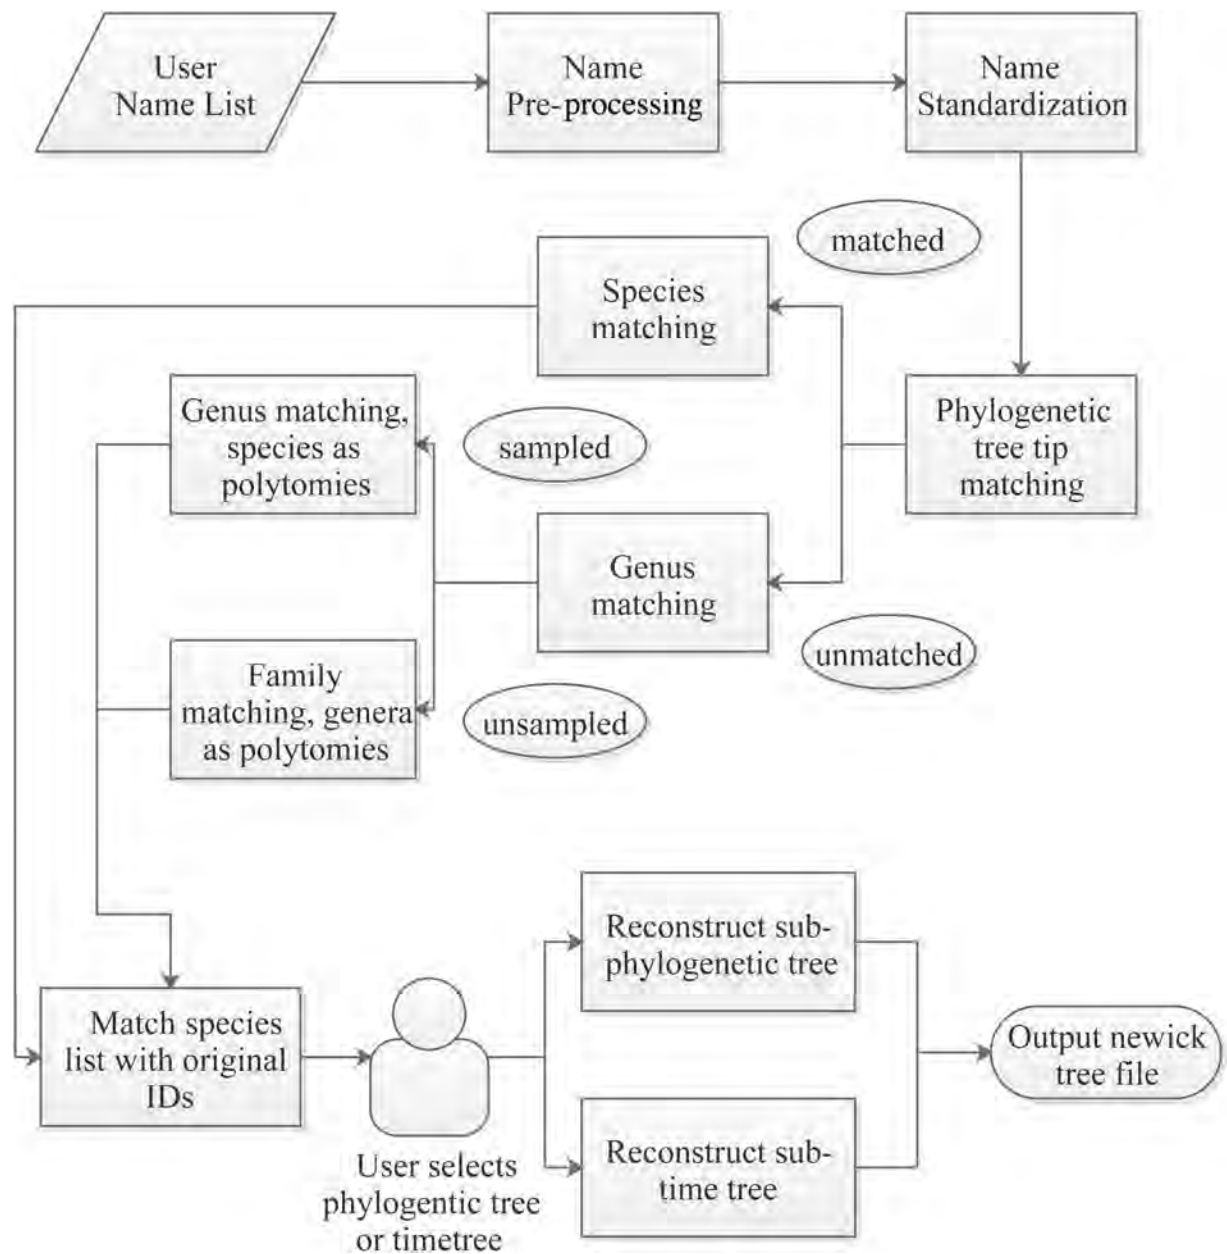 User
Name List
Name
Pre-processing
Name
Standardization
matched
Species
matching
Genus matching,
species as
polytomies
sampled
Phylogenetic
tree tip
matching
Genus
matching
unmatched
Family
matching, genera
as polytomies
unsampled
Reconstruct sub-
phylogenetic tree
Match species
list with original
IDs
Output newick
tree file
User selects
phylogentic tree
or timetree
Reconstruct sub-
time tree